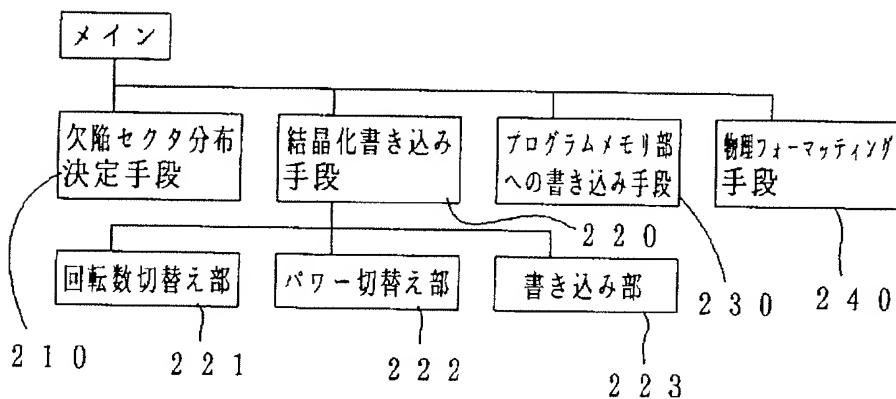 メイン
欠陥セクタ分布
決定手段
結晶化書き込み
手段
プログラムメモリ部
への書き込み手段
物理フォーマッティング
手段
220
回転数切替え部
パワー切替え部
書き込み部
230
240
210
221
222
223